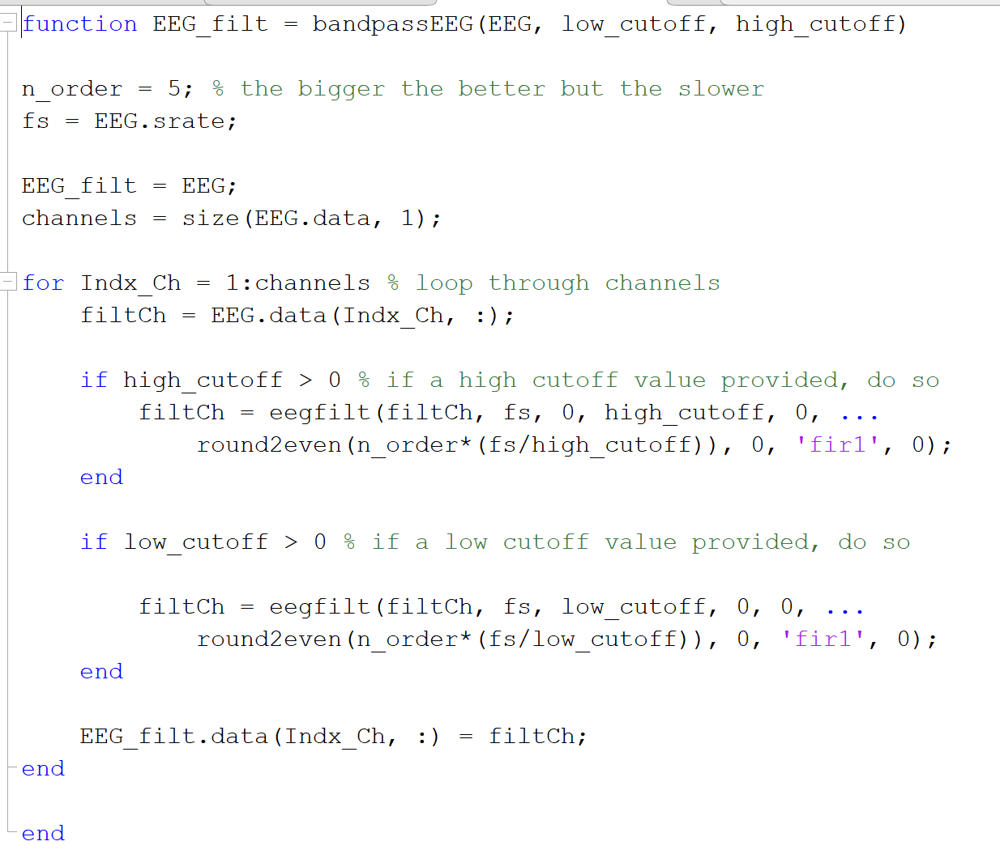 function EEG_filt = bandpassEEG(EEG, low_cutoff, high_cutoff)
n_order = 5; % the bigger the better but the slower
fs = EEG.srate;
EEG_filt = EEG;
channels = size(EEG.data, 1);
for Indx_Ch = 1:channels % loop through channels
filtCh = EEG.data(Indx_Ch, :);
if high_cutoff > 0 % if a high cutoff value provided, do so
filtCh = eegfilt(filtCh, fs, 0, high_cutoff, 0, ...
round2even(n_order*(fs/high_cutoff)), 0, 'fir1', 0);
end
if low_cutoff > 0 % if a low cutoff value provided, do so
filtCh = eegfilt(filtCh, fs, low_cutoff, 0, 0, ...
round2even(n_order*(fs/low_cutoff)), 0, 'fir1', 0);
end
EEG_filt.data(Indx_Ch, :) = filtCh;
end
end